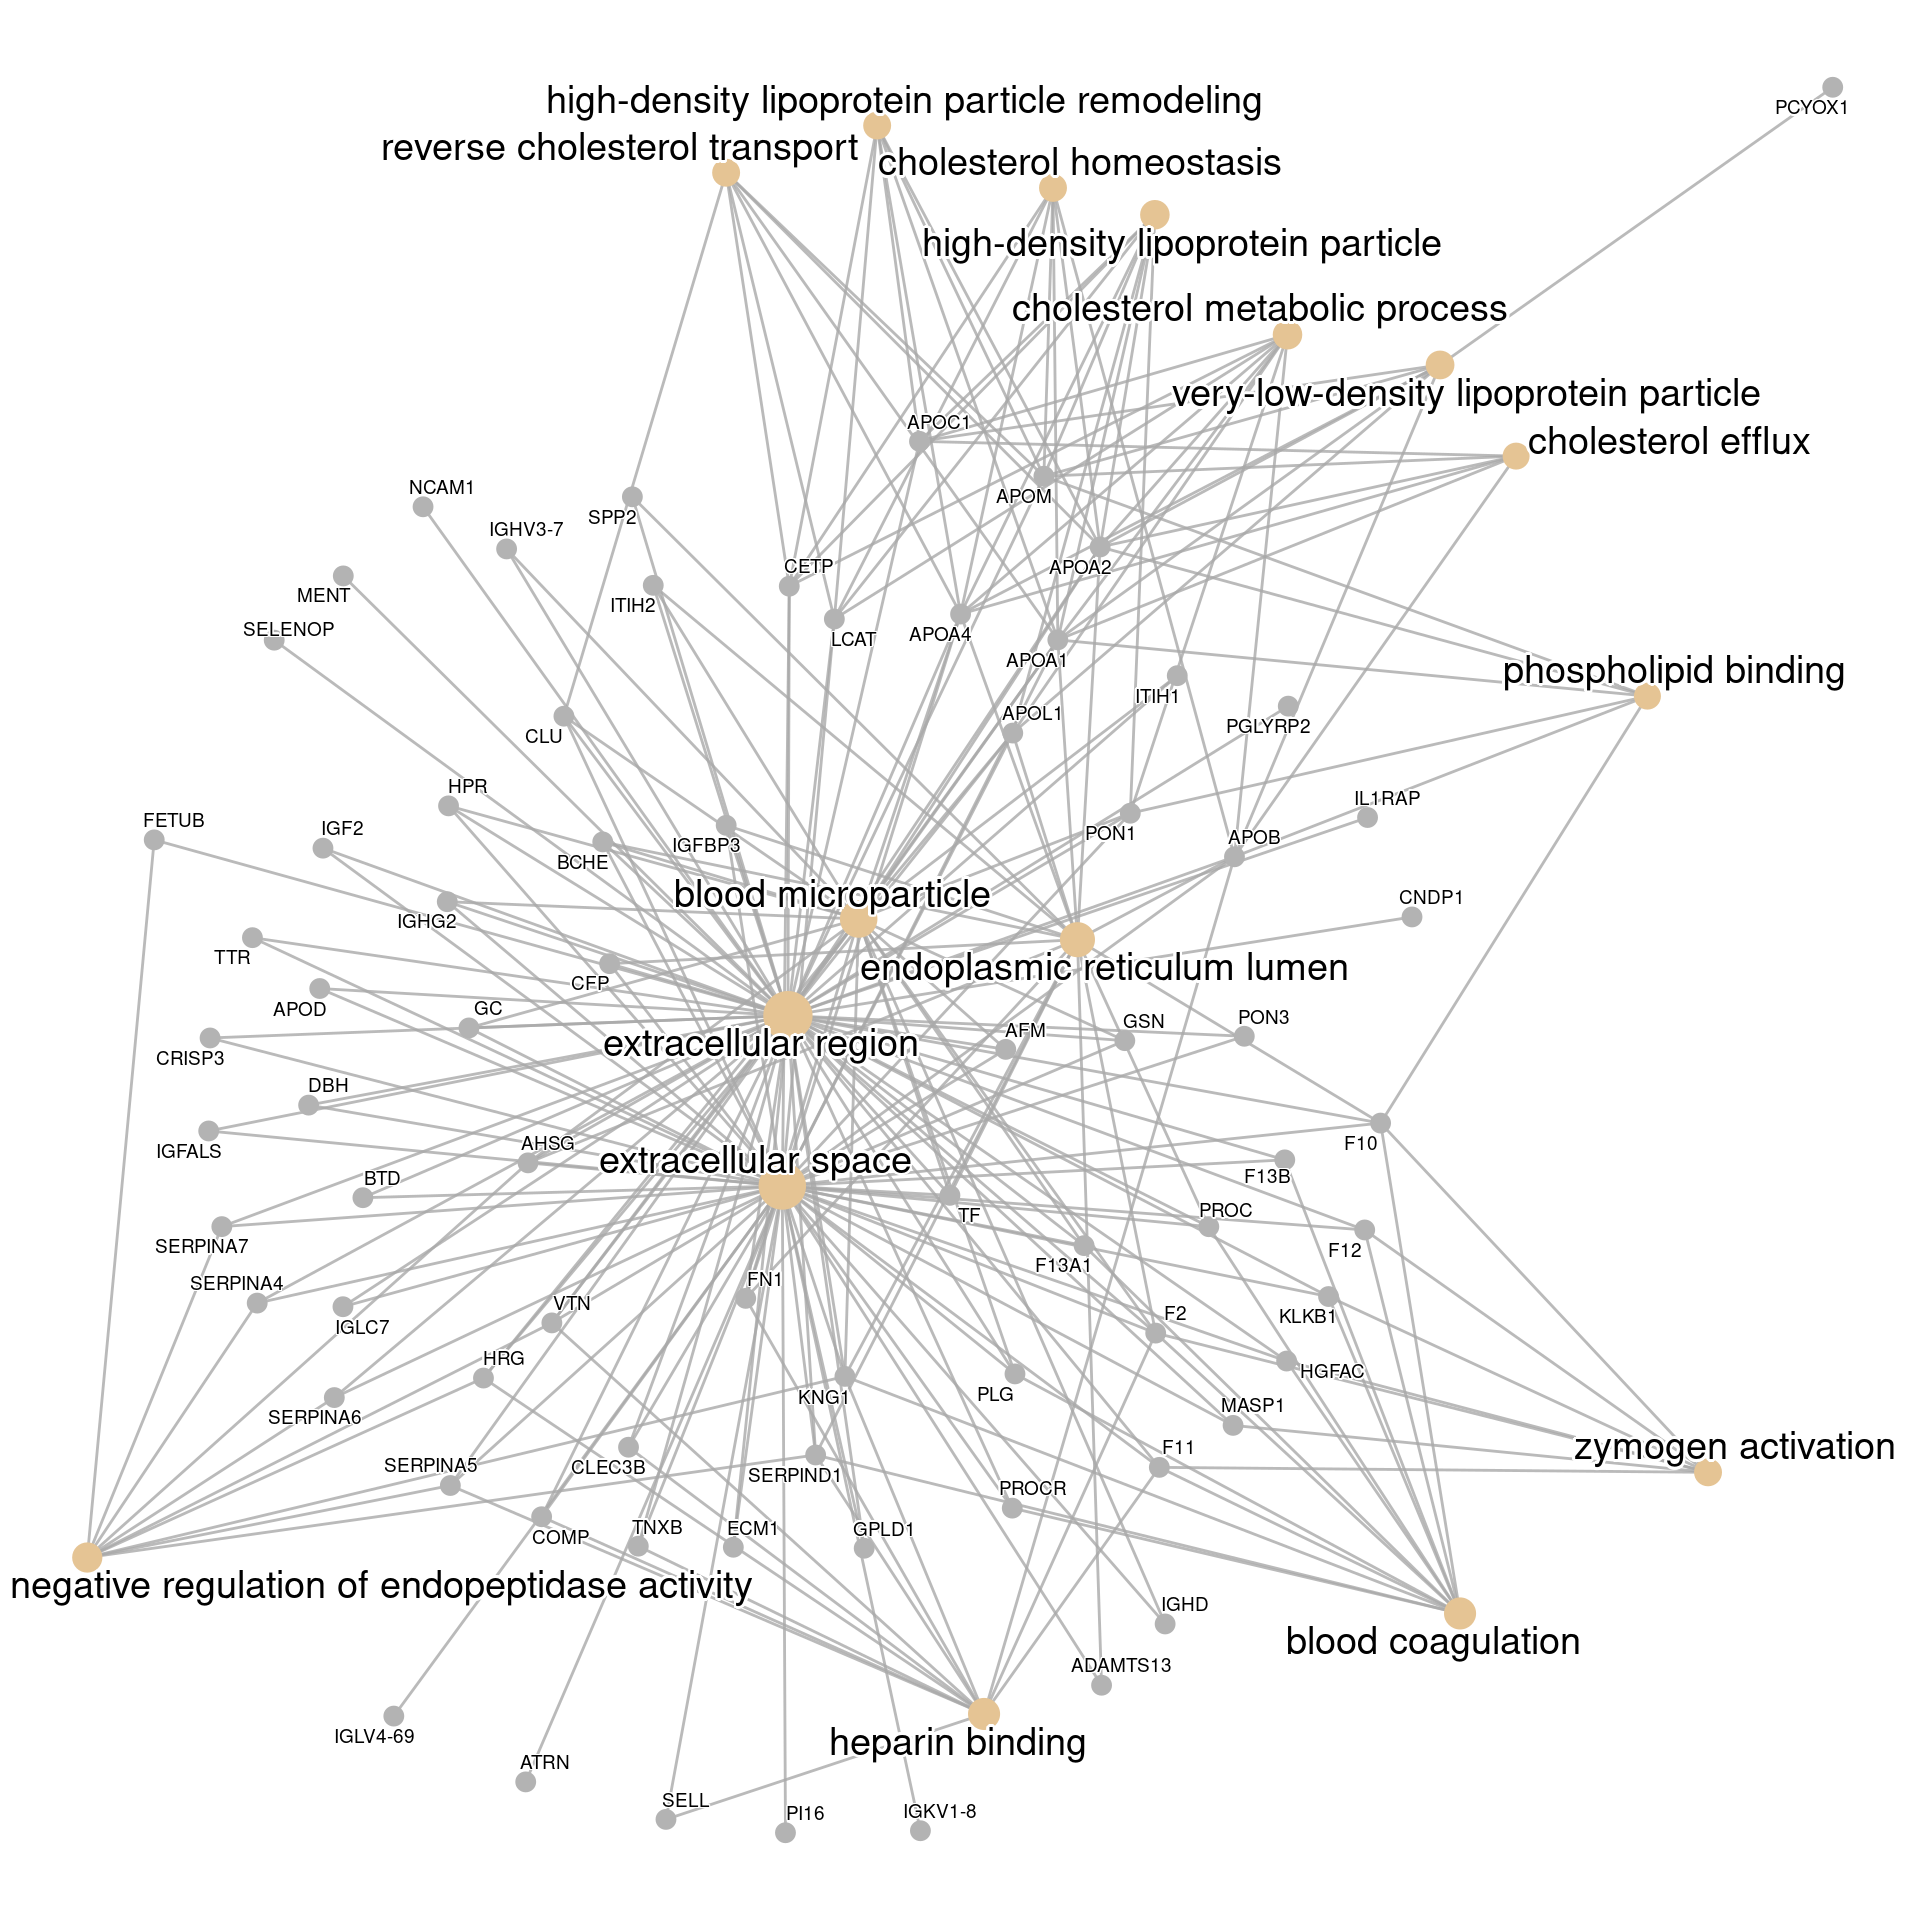 high-density lipoprotein particle remodeling
PCYOX1
reverse cholesterol transport
cholesterol homeostasis
high-density lipoprotein particle
cholesterol metabolic process
very-low-density lipoprotein particle
APOC1
cholesterol efflux
NCAM1
APOM
SPP2
IGHV3-7
CETP
APOA2
MENT
ITIH2
SELENOP
LCAT
APOA4
APOA1
phospholipid binding
ITIH1
APOL1
PGLYRP2
CLU
HPR
IL1RAP
FETUB
IGF2
PON1
APOB
IGFBP3
BCHE
blood microparticle
CNDP1
IGHG2
TTR
endoplasmic reticulum lumen
CFP
APOD
GC
GSN
PON3
AFM
extracellular region
CRISP3
DBH
AHSG
F10
IGFALS
extracellular space
BTD
F13B
PROC
TF
SERPINA7
F12
F13A1
SERPINA4
FN1
VTN
F2
KLKB1
IGLC7
HRG
HGFAC
PLG
KNG1
MASP1
SERPINA6
zymogen activation
F11
SERPINA5
CLEC3B
SERPIND1
PROCR
TNXB
ECM1
GPLD1
COMP
negative regulation of endopeptidase activity
IGHD
blood coagulation
ADAMTS13
IGLV4-69
heparin binding
ATRN
SELL
PI16
IGKV1-8